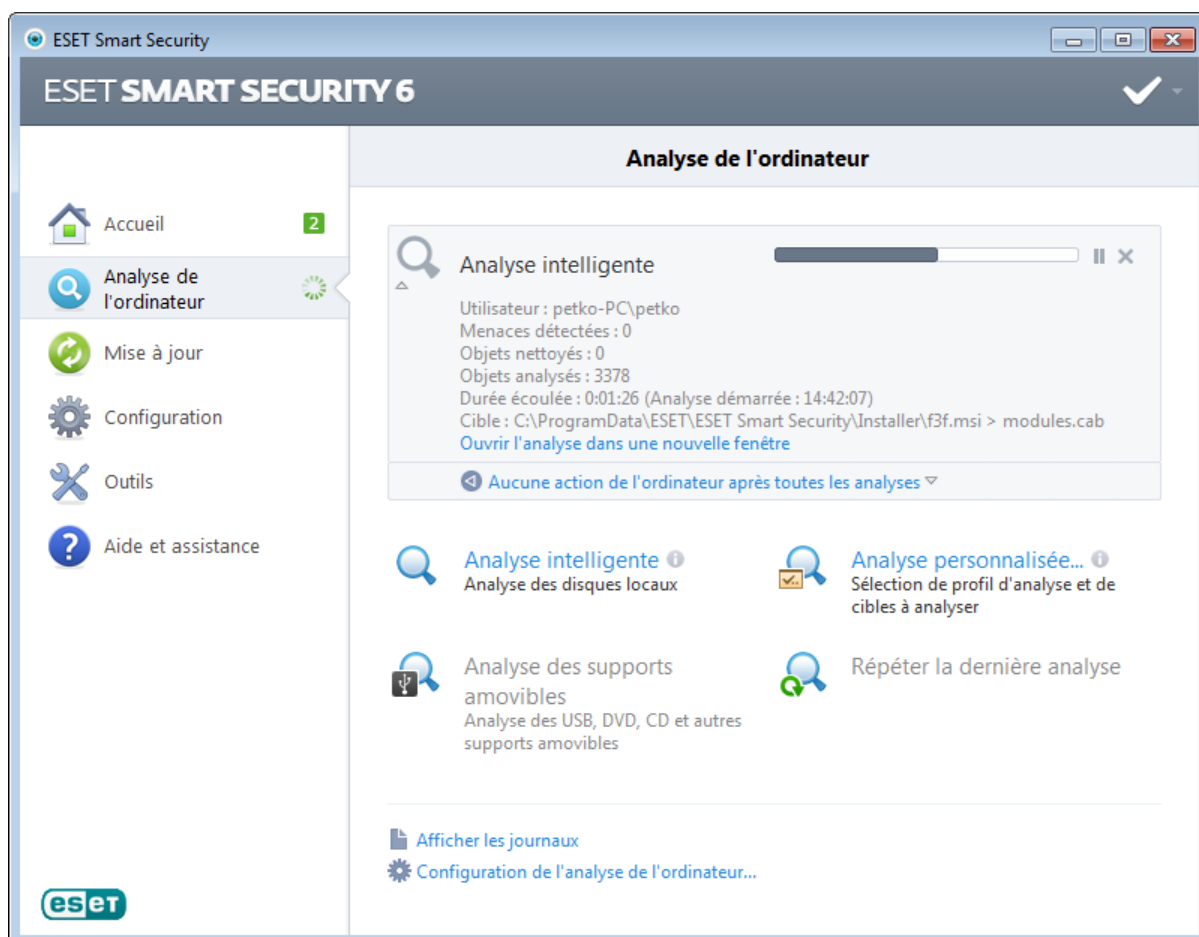 ESET Smart Security
ESET SMART SECURITY 6
Analyse de l'ordinateur
Accueil
2
Analyse de
l'ordinateur
Mise à jour
Configuration
Outils
Aide et assistance
Analyse intelligente
Utilisateur : petko-PC\petko
Menaces détectées : 0
Objets nettoyés : 0
Objets analysés : 3378
Durée écoulée : 0:01:26 (Analyse démarrée : 14:42:07)
Cible : C:\ProgramData\ESET\ESET Smart Security\Installer\f3f.msi > modules.cab
Ouvrir l'analyse dans une nouvelle fenêtre
Aucune action de l'ordinateur après toutes les analyses
Analyse intelligente
Analyse des disques locaux
Analyse personnalisée...
Sélection de profil d'analyse et de
cibles à analyser
Analyse des supports
amovibles
Analyse des USB, DVD, CD et autres
supports amovibles
Répéter la dernière analyse
Afficher les journaux
Configuration de l'analyse de l'ordinateur...
eset